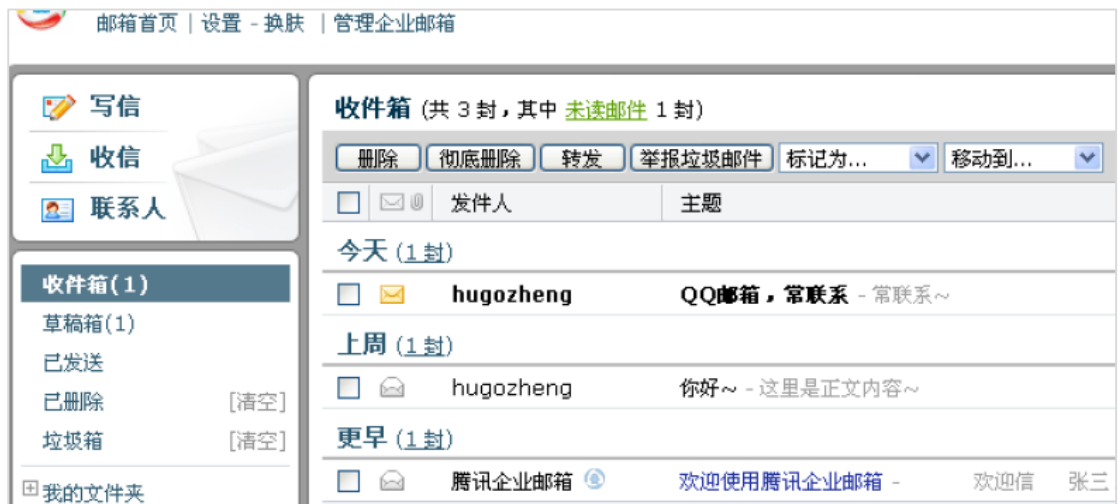 邮箱首页 | 设置 - 换肤 | 管理企业邮箱
写信
收信
联系人
收件箱(1)
草稿箱(1)
已发送
已删除 [清空]
垃圾箱 [清空]
我的文件夹
收件箱 (共 3 封，其中 未读邮件 1 封)
删除 彻底删除 转发 举报垃圾邮件 标记为... 移动到...
发件人 主题
今天 (1 封)
hugozheng QQ邮箱，常联系 - 常联系~
上周 (1 封)
hugozheng 你好~ - 这里是正文内容~
更早 (1 封)
腾讯企业邮箱 欢迎使用腾讯企业邮箱 - 欢迎信 张三